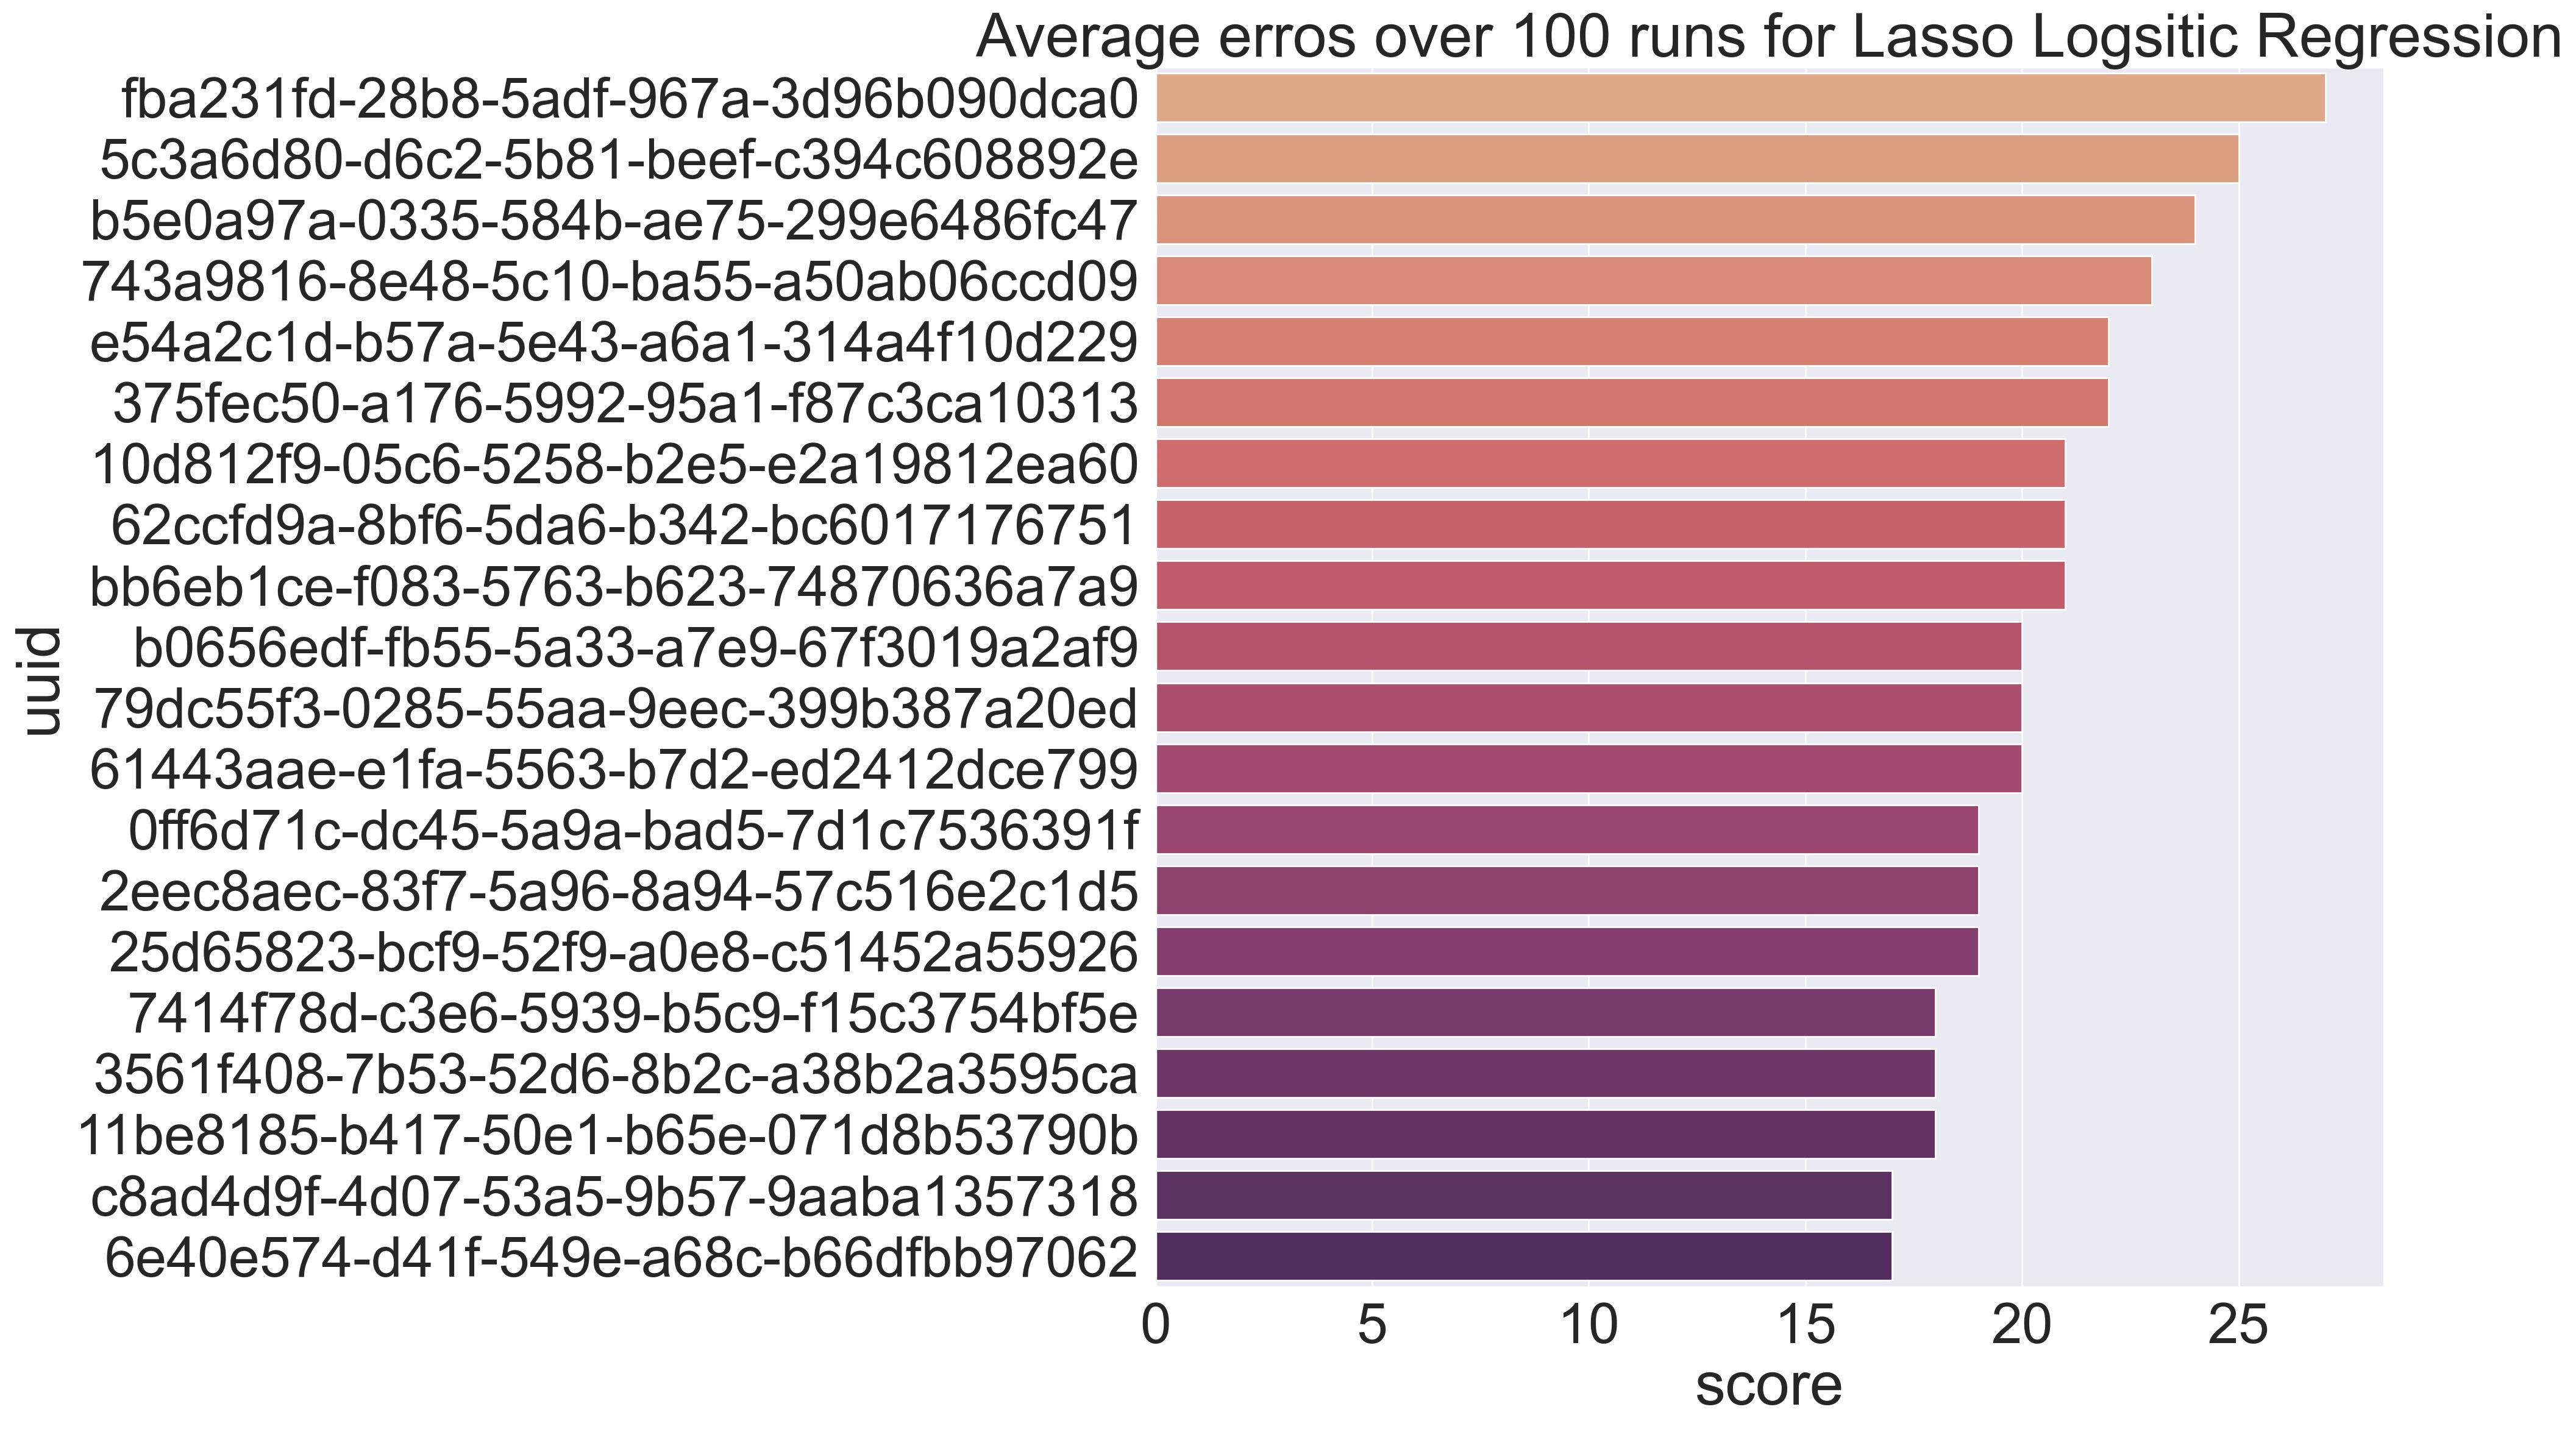 Average erros over 100 runs for Lasso Logsitic Regression
fba231fd-28b8-5adf-967a-3d96b090dca0
5c3a6d80-d6c2-5b81-beef-c394c608892e
b5e0a97a-0335-584b-ae75-299e6486fc47
743a9816-8e48-5c10-ba55-a50ab06ccd09
e54a2c1d-b57a-5e43-a6a1-314a4f10d229
375fec50-a176-5992-95a1-f87c3ca10313
10d812f9-05c6-5258-b2e5-e2a19812ea60
62ccfd9a-8bf6-5da6-b342-bc6017176751
bb6eb1ce-f083-5763-b623-74870636a7a9
b0656edf-fb55-5a33-a7e9-67f3019a2af9
79dc55f3-0285-55aa-9eec-399b387a20ed
61443aae-e1fa-5563-b7d2-ed2412dce799
0ff6d71c-dc45-5a9a-bad5-7d1c7536391f
2eec8aec-83f7-5a96-8a94-57c516e2c1d5
25d65823-bcf9-52f9-a0e8-c51452a55926
7414f78d-c3e6-5939-b5c9-f15c3754bf5e
3561f408-7b53-52d6-8b2c-a38b2a3595ca
11be8185-b417-50e1-b65e-071d8b53790b
c8ad4d9f-4d07-53a5-9b57-9aaba1357318
6e40e574-d41f-549e-a68c-b66dfbb97062
uuid
0 5 10 15 20 25
score